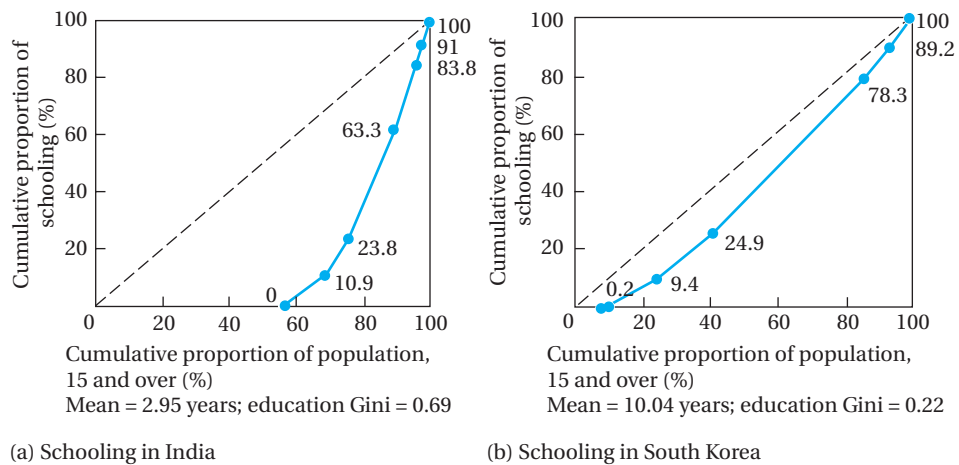 Cumulative proportion of
schooling (%)
100
80
60
40
20
0
20
40
60
80
100
0
10.9
23.8
63.3
83.8
91
100
Cumulative proportion of population,
15 and over (%)
Mean = 2.95 years; education Gini = 0.69
(a) Schooling in India
Cumulative proportion of
schooling (%)
100
80
60
40
20
0
20
40
60
80
100
0.2
9.4
24.9
78.3
89.2
100
Cumulative proportion of population,
15 and over (%)
Mean = 10.04 years; education Gini = 0.22
(b) Schooling in South Korea